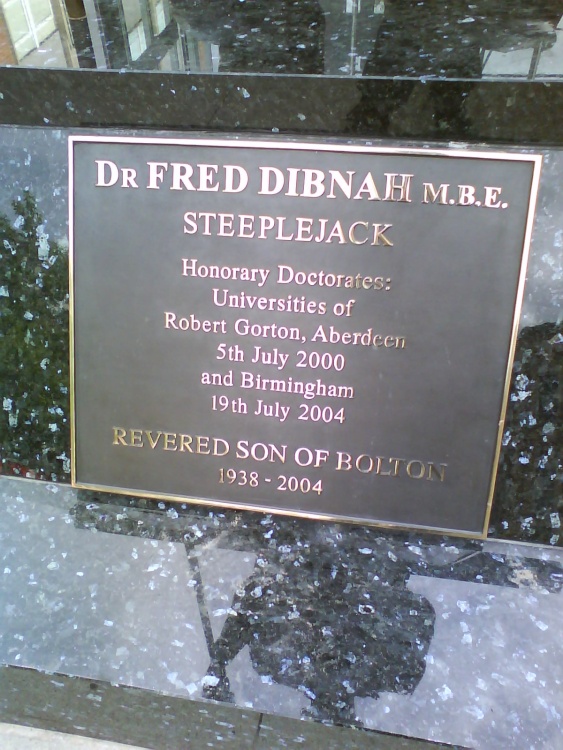 DR FRED DIBNAH M.B.E.
STEEPLEJACK
Honorary Doctorates:
Universities of
Robert Gorton, Aberdeen
5th July 2000
and Birmingham
19th July 2004
REVERED SON OF BOLTON
1938 - 2004